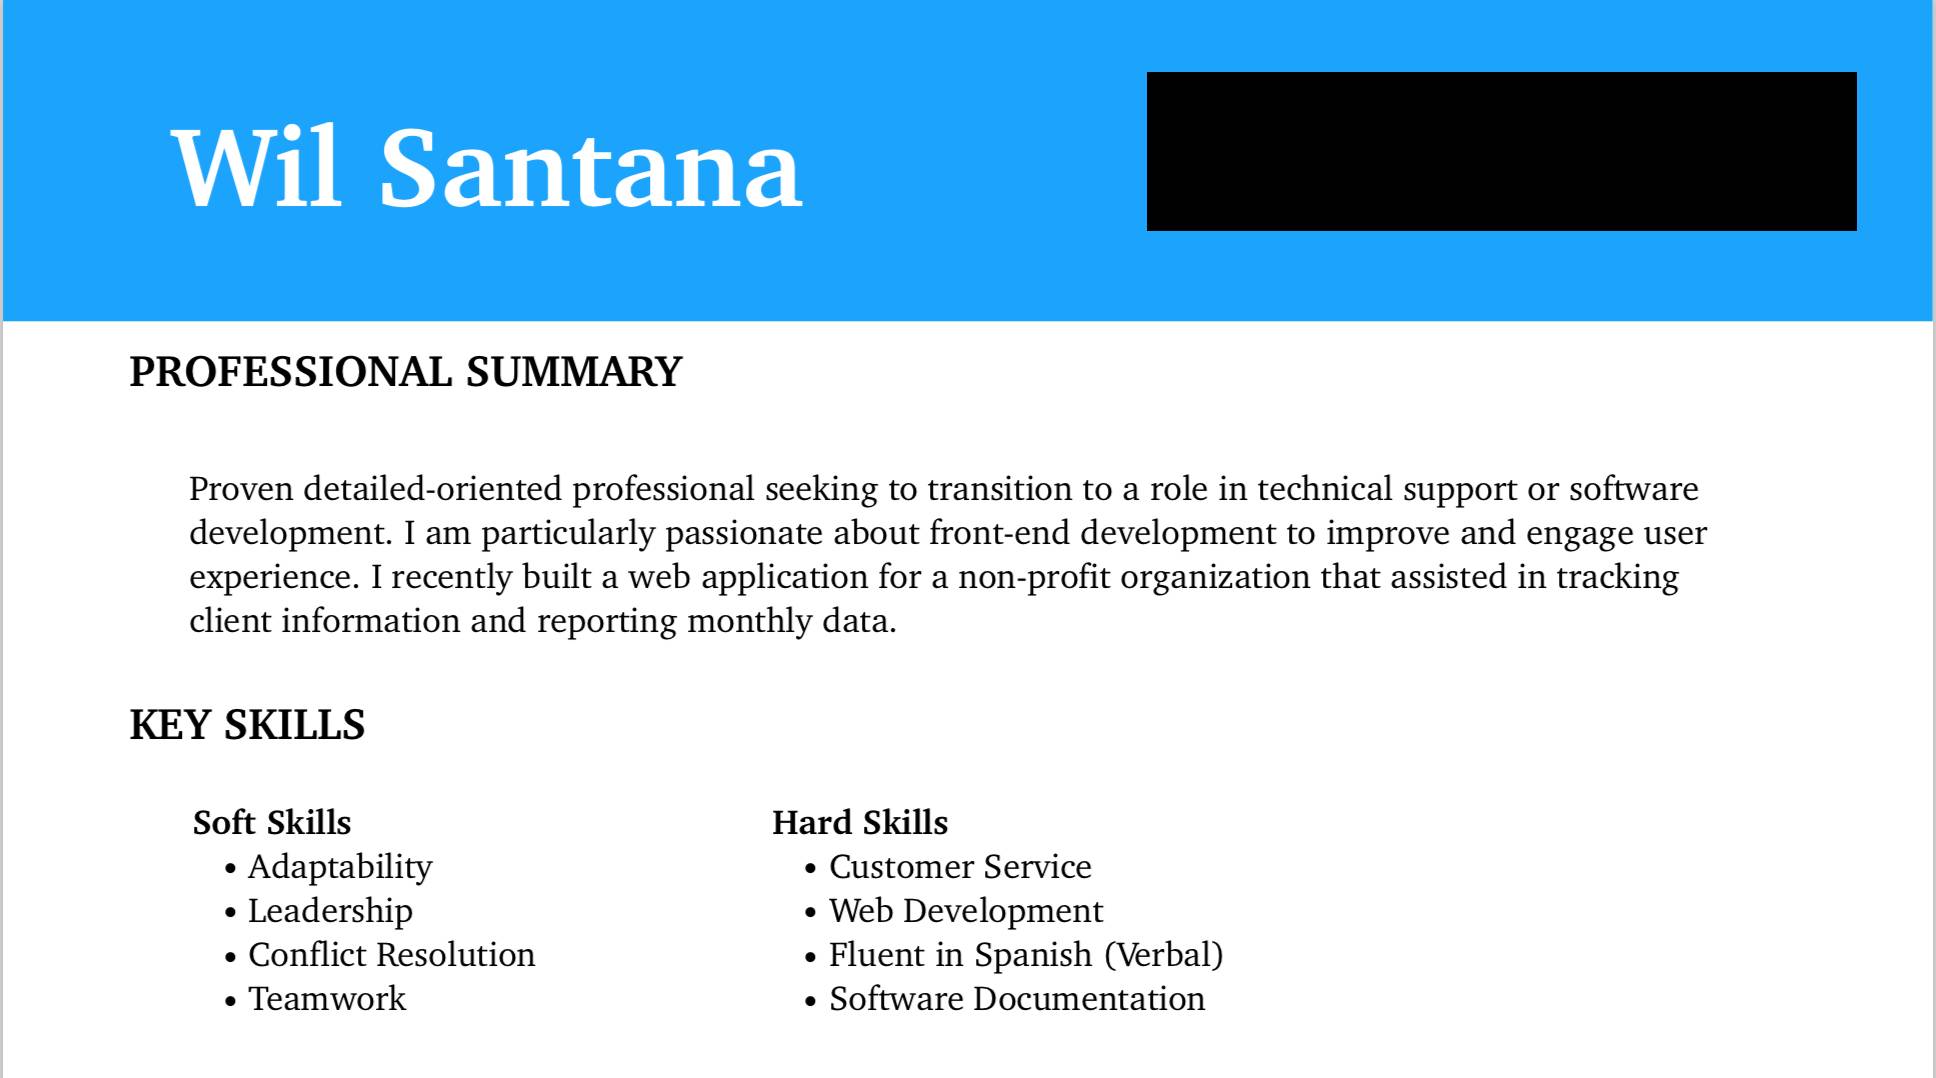 Wil Santana
PROFESSIONAL SUMMARY
Proven detailed-oriented professional seeking to transition to a role in technical support or software
development. I am particularly passionate about front-end development to improve and engage user
experience. I recently built a web application for a non-profit organization that assisted in tracking
client information and reporting monthly data.
KEY SKILLS
Soft Skills
• Adaptability
• Leadership
• Conflict Resolution
• Teamwork
Hard Skills
• Customer Service
• Web Development
• Fluent in Spanish (Verbal)
• Software Documentation